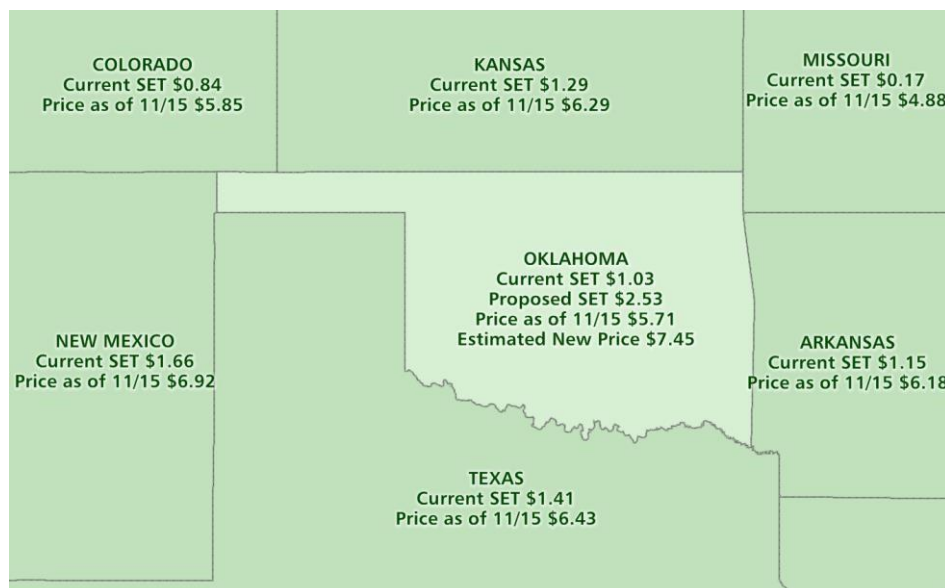 COLORADO
Current SET $0.84
Price as of 11/15 $5.85
KANSAS
Current SET $1.29
Price as of 11/15 $6.29
MISSOURI
Current SET $0.17
Price as of 11/15 $4.88
OKLAHOMA
Current SET $1.03
Proposed SET $2.53
Price as of 11/15 $5.71
Estimated New Price $7.45
NEW MEXICO
Current SET $1.66
Price as of 11/15 $6.92
ARKANSAS
Current SET $1.15
Price as of 11/15 $6.18
TEXAS
Current SET $1.41
Price as of 11/15 $6.43